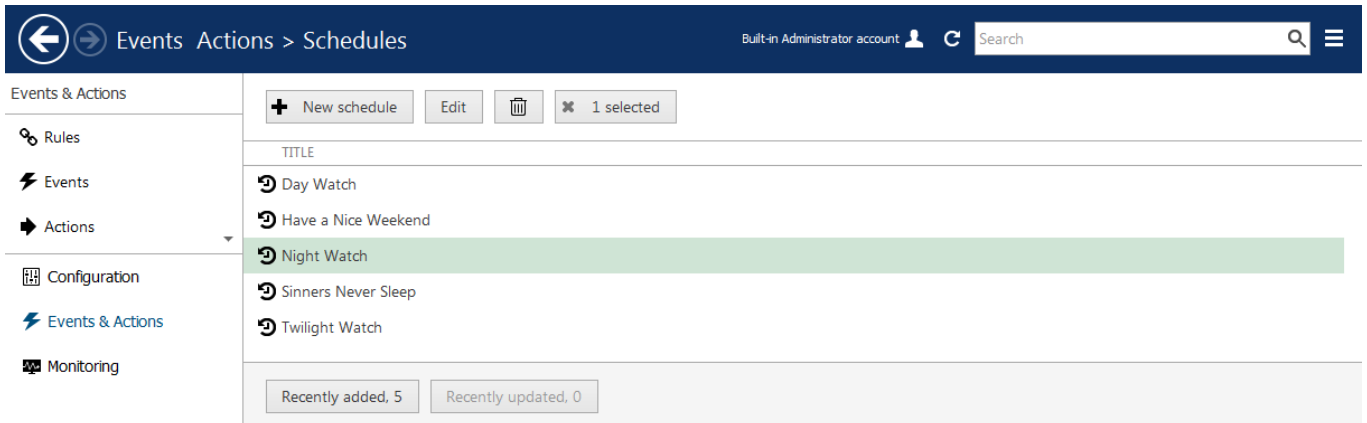 Events Actions > Schedules
Built-in Administrator account
Search
Events & Actions
Rules
Events
Actions
Configuration
Events & Actions
Monitoring
New schedule
Edit
1 selected
TITLE
Day Watch
Have a Nice Weekend
Night Watch
Sinners Never Sleep
Twilight Watch
Recently added, 5
Recently updated, 0